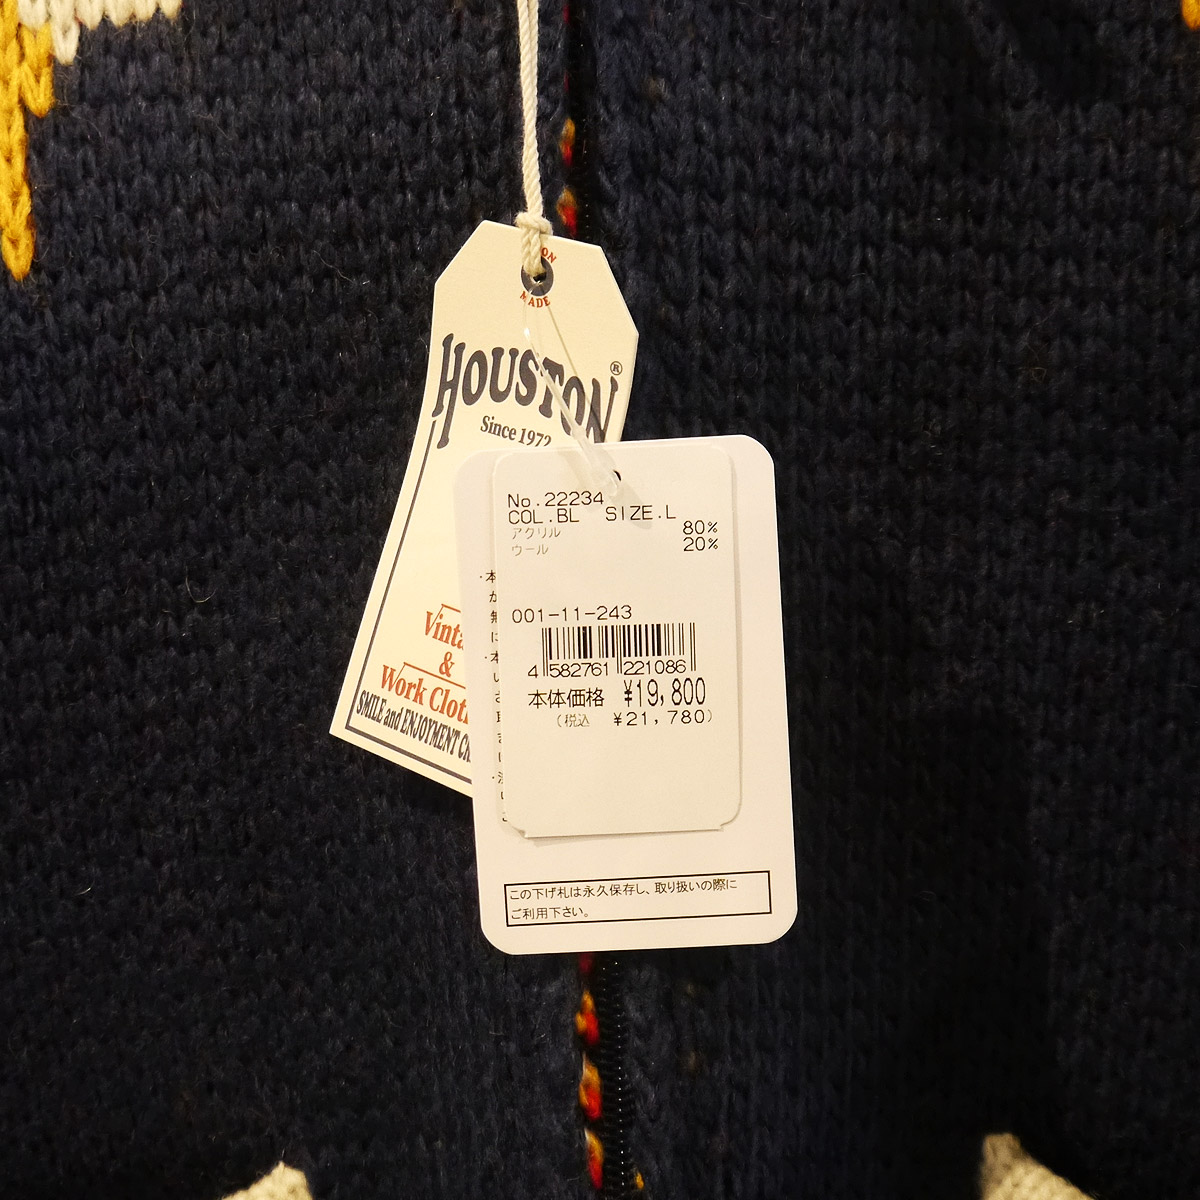 MADE
HOUSTON®
Since 1972
&
Work
SMILE and ENJOYMENT
No.22234
COL.BL SIZE.L
アクリル 80%
ウール 20%
001-11-243
4 582761 221086
本体価格 ¥19,800
(税込 ¥21,780)
この下げ札は永久保存し、取り扱いの際に
ご利用下さい。